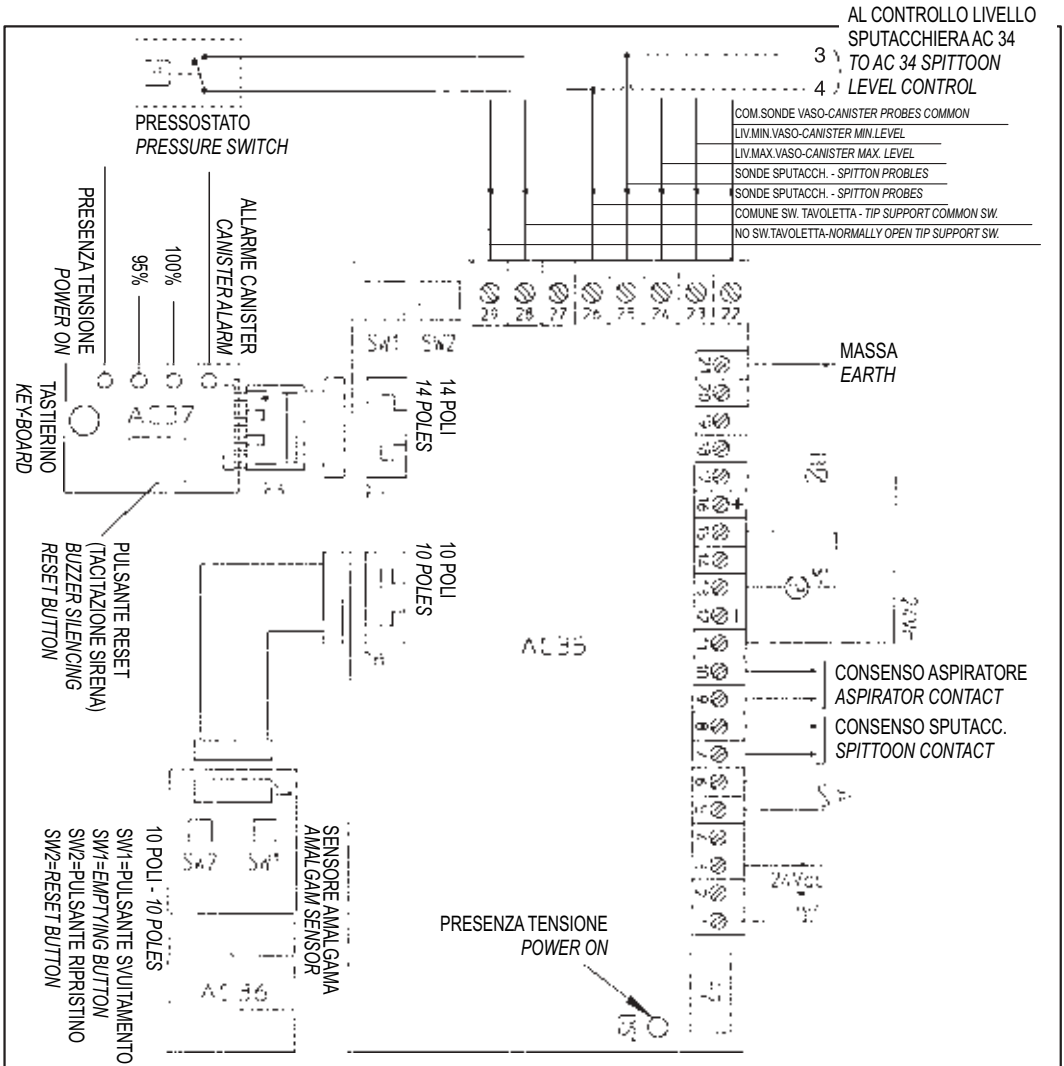 AL CONTROLLO LIVELLO
SPUTACCHIERA AC 34
TO AC 34 SPITTOON
LEVEL CONTROL
3
4
PRESSOSTATO
PRESSURE SWITCH
COM.SONDE VASO-CANISTER PROBES COMMON
LIV.MIN.VASO-CANISTER MIN.LEVEL
LIV.MAX.VASO-CANISTER MAX. LEVEL
SONDE SPUTACCH. - SPITTON PROBLES
SONDE SPUTACCH. - SPITTON PROBES
COMUNE SW. TAVOLETTA - TIP SUPPORT COMMON SW.
NO SW.TAVOLETTA-NORMALLY OPEN TIP SUPPORT SW.
PRESENZA TENSIONE
POWER ON
95%
100%
ALLARME CANISTER
CANISTER ALARM
29 28 27 26 25 24 23 22
SW1 SW2
MASSA
EARTH
14 POLI
14 POLES
TASTIERINO
KEY-BOARD
AC37
PULSANTE RESET
(TACITAZIONE SIRENA)
BUZZER SILENCING
RESET BUTTON
10 POLI
10 POLES
AC35
CONSENSO ASPIRATORE
ASPIRATOR CONTACT
CONSENSO SPUTACC.
SPITTOON CONTACT
24Vac
SW2 SW1
SENSORE AMALGAMA
AMALGAM SENSOR
10 POLI - 10 POLES
SW1=PULSANTE SVUITAMENTO
SW1=EMPTYING BUTTON
SW2=PULSANTE RIPRISTINO
SW2=RESET BUTTON
AC36
PRESENZA TENSIONE
POWER ON